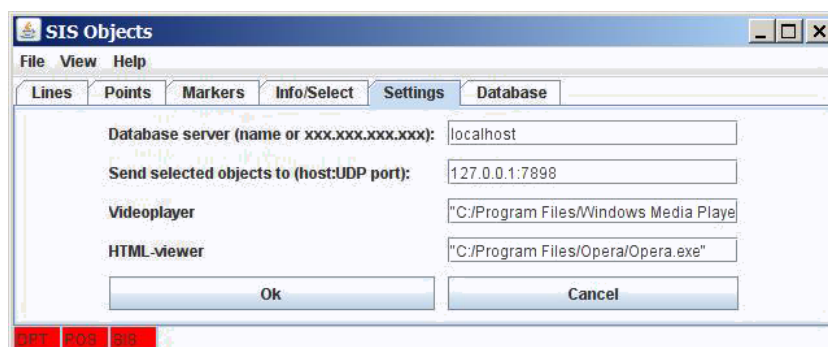 SIS Objects
File View Help
Lines Points Markers Info/Select Settings Database
Database server (name or xxx.xxx.xxx.xxx): localhost
Send selected objects to (host:UDP port): 127.0.0.1:7898
Videoplayer "C:/Program Files/Windows Media Playe
HTML-viewer "C:/Program Files/Opera/Opera.exe"
Ok Cancel
OPT POS SIS